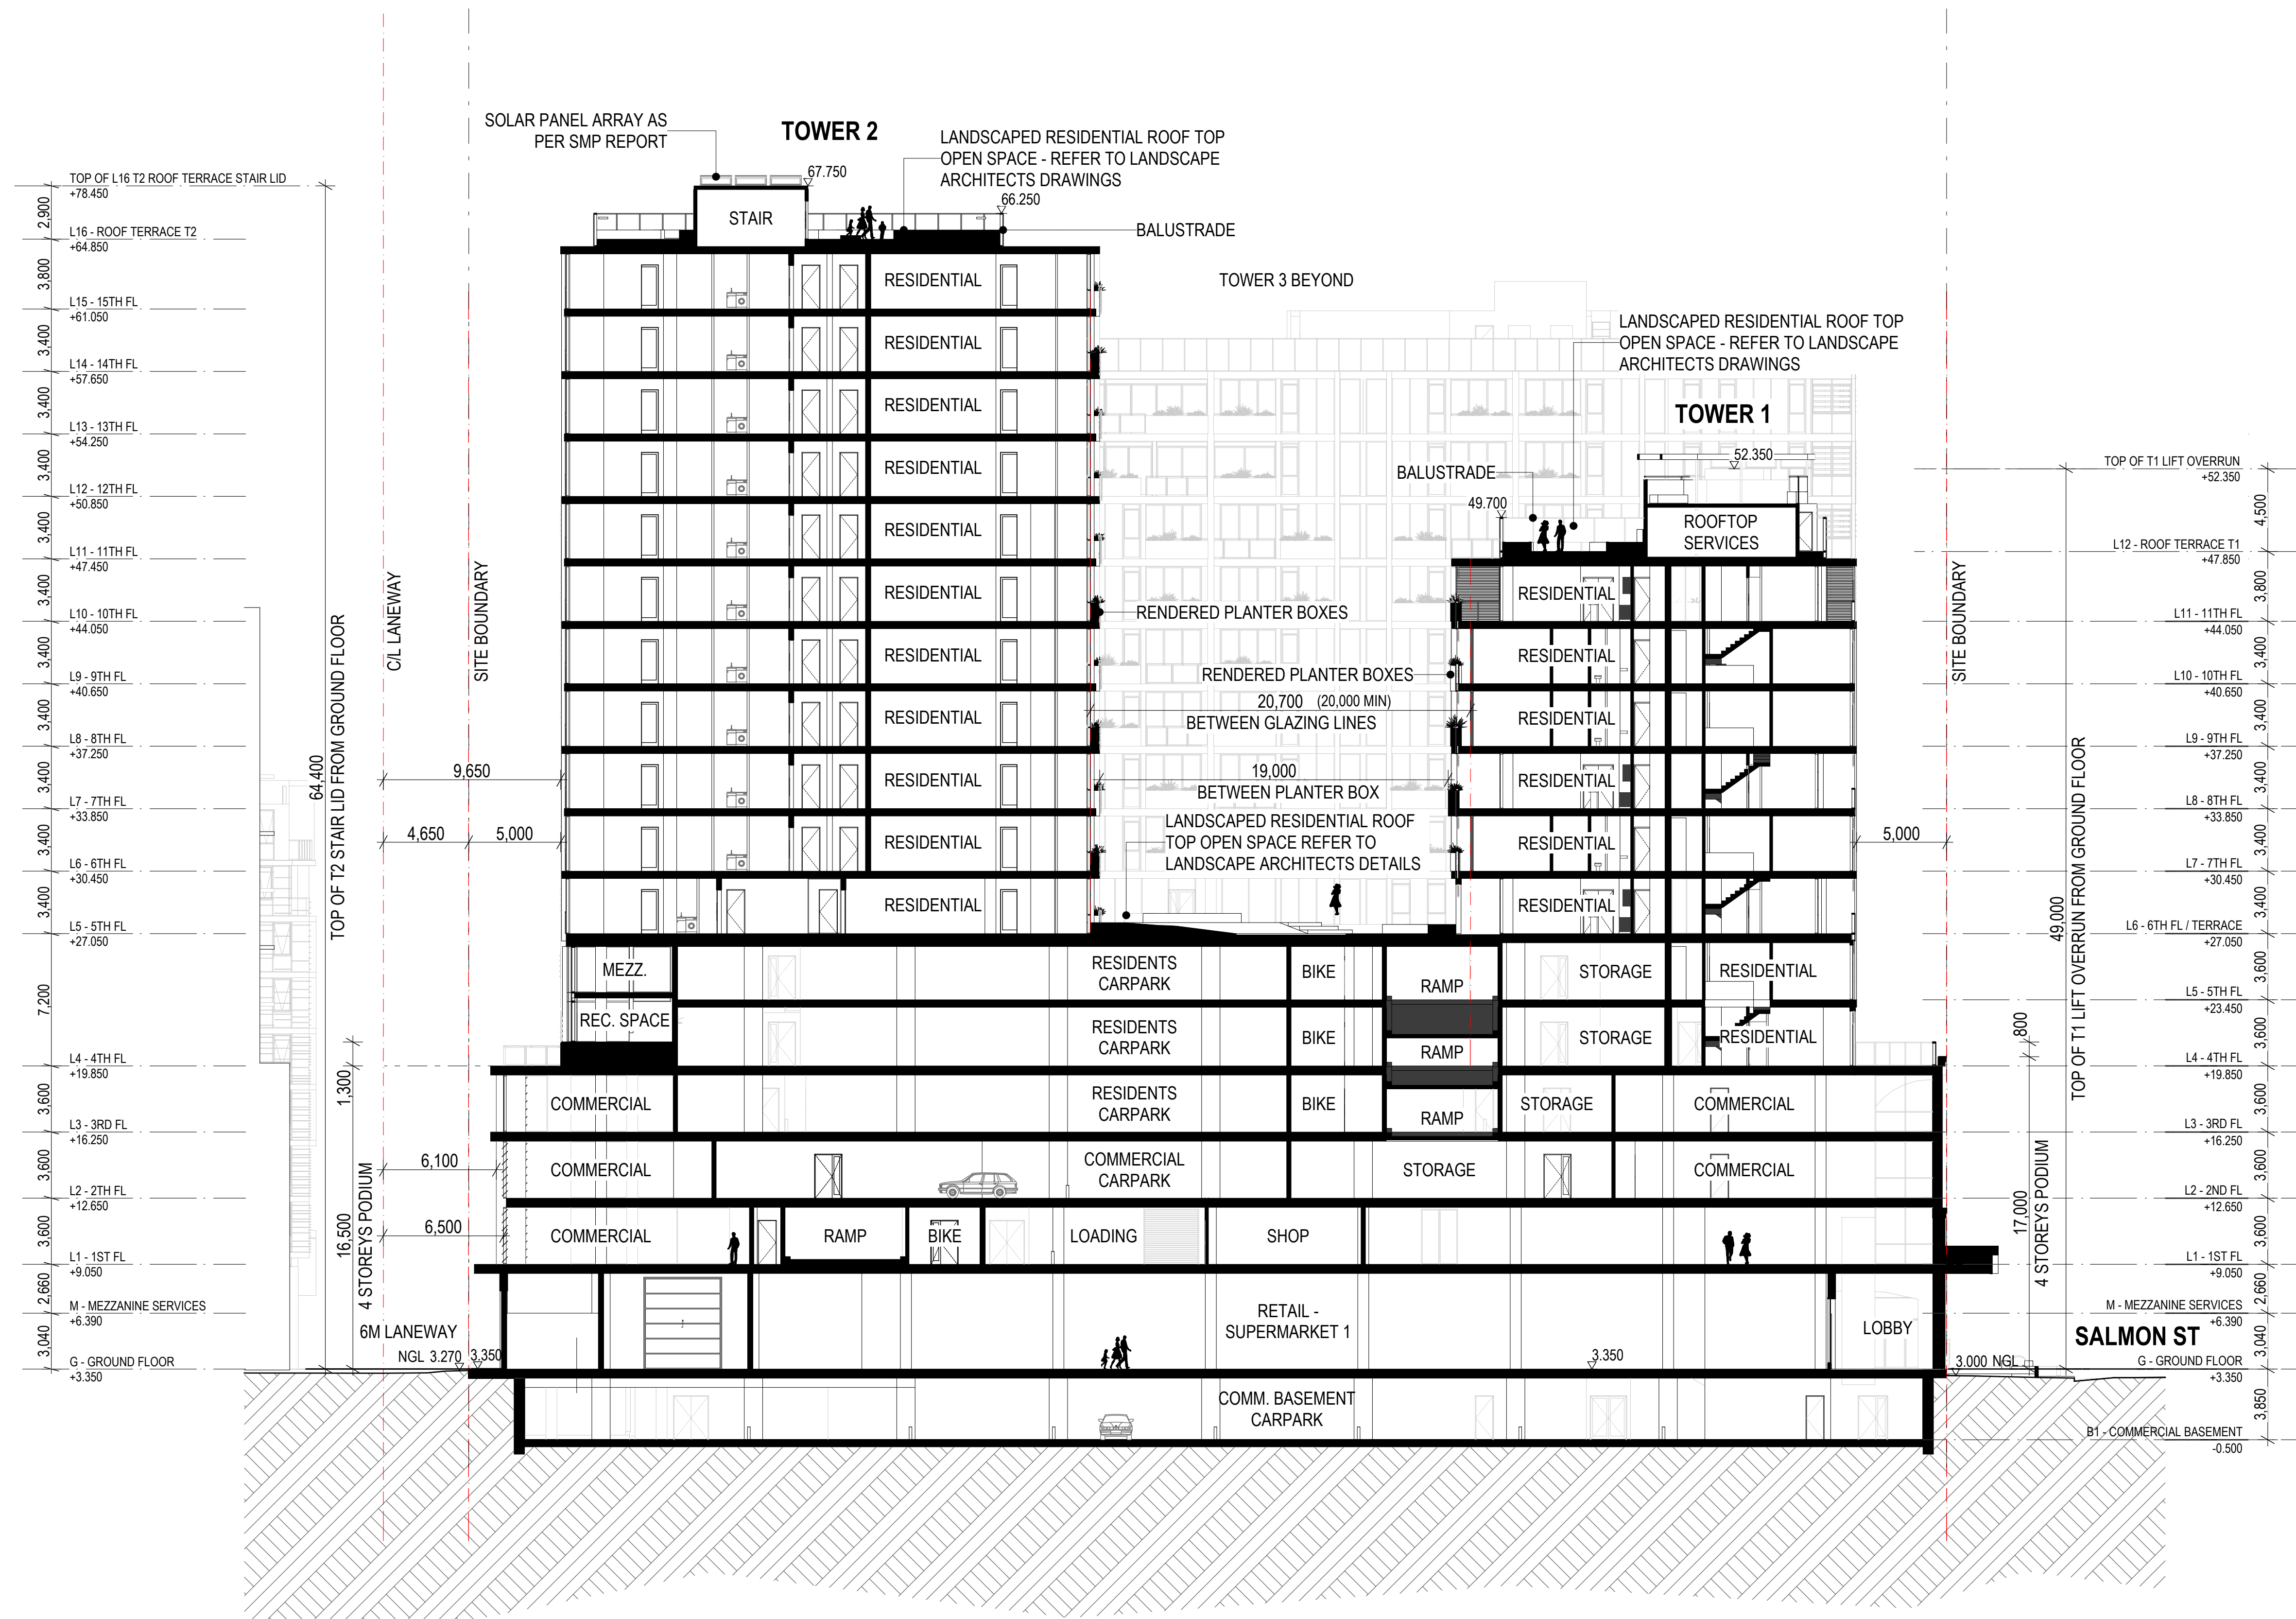 SOLAR PANEL ARRAY AS
PER SMP REPORT
TOWER 2
LANDSCAPED RESIDENTIAL ROOF TOP
OPEN SPACE - REFER TO LANDSCAPE
ARCHITECTS DRAWINGS
67.750
66.250
STAIR
BALUSTRADE
TOWER 3 BEYOND
LANDSCAPED RESIDENTIAL ROOF TOP
OPEN SPACE - REFER TO LANDSCAPE
ARCHITECTS DRAWINGS
TOWER 1
52.350
BALUSTRADE
49.700
ROOFTOP
SERVICES
TOP OF L16 T2 ROOF TERRACE STAIR LID
+78.450
2,900
L16 - ROOF TERRACE T2
+64.850
3,800
L15 - 15TH FL
+61.050
3,400
L14 - 14TH FL
+57.650
3,400
L13 - 13TH FL
+54.250
3,400
L12 - 12TH FL
+50.850
3,400
L11 - 11TH FL
+47.450
3,400
L10 - 10TH FL
+44.050
3,400
L9 - 9TH FL
+40.650
3,400
L8 - 8TH FL
+37.250
3,400
L7 - 7TH FL
+33.850
3,400
L6 - 6TH FL
+30.450
3,400
L5 - 5TH FL
+27.050
7,200
L4 - 4TH FL
+19.850
3,600
L3 - 3RD FL
+16.250
3,600
L2 - 2TH FL
+12.650
3,600
L1 - 1ST FL
+9.050
2,660
M - MEZZANINE SERVICES
+6.390
3,040
G - GROUND FLOOR
+3.350
64,400
TOP OF T2 STAIR LID FROM GROUND FLOOR
1,300
16,500
4 STOREYS PODIUM
C/L LANEWAY
SITE BOUNDARY
9,650
4,650
5,000
6,100
6,500
6M LANEWAY
NGL 3.270
3.350
RESIDENTIAL
RESIDENTIAL
RESIDENTIAL
RESIDENTIAL
RESIDENTIAL
RESIDENTIAL
RESIDENTIAL
RESIDENTIAL
RESIDENTIAL
RESIDENTIAL
RESIDENTIAL
RENDERED PLANTER BOXES
RENDERED PLANTER BOXES
20,700 (20,000 MIN)
BETWEEN GLAZING LINES
19,000
BETWEEN PLANTER BOX
LANDSCAPED RESIDENTIAL ROOF
TOP OPEN SPACE REFER TO
LANDSCAPE ARCHITECTS DETAILS
RESIDENTIAL
RESIDENTIAL
RESIDENTIAL
RESIDENTIAL
RESIDENTIAL
RESIDENTIAL
5,000
MEZZ.
RESIDENTS
CARPARK
BIKE
RAMP
STORAGE
RESIDENTIAL
REC. SPACE
RESIDENTS
CARPARK
BIKE
RAMP
STORAGE
RESIDENTIAL
COMMERCIAL
RESIDENTS
CARPARK
BIKE
RAMP
STORAGE
COMMERCIAL
COMMERCIAL
COMMERCIAL
CARPARK
STORAGE
COMMERCIAL
COMMERCIAL
RAMP
BIKE
LOADING
SHOP
RETAIL -
SUPERMARKET 1
LOBBY
3.350
COMM. BASEMENT
CARPARK
SITE BOUNDARY
TOP OF T1 LIFT OVERRUN
+52.350
4,500
L12 - ROOF TERRACE T1
+47.850
3,800
L11 - 11TH FL
+44.050
3,400
L10 - 10TH FL
+40.650
3,400
L9 - 9TH FL
+37.250
3,400
L8 - 8TH FL
+33.850
3,400
L7 - 7TH FL
+30.450
3,400
L6 - 6TH FL / TERRACE
+27.050
3,600
L5 - 5TH FL
+23.450
3,600
L4 - 4TH FL
+19.850
3,600
L3 - 3RD FL
+16.250
3,600
L2 - 2ND FL
+12.650
3,600
L1 - 1ST FL
+9.050
2,660
M - MEZZANINE SERVICES
+6.390
3,040
SALMON ST
G - GROUND FLOOR
+3.350
3,850
B1 - COMMERCIAL BASEMENT
-0.500
49,000
TOP OF T1 LIFT OVERRUN FROM GROUND FLOOR
800
17,000
4 STOREYS PODIUM
3.000 NGL